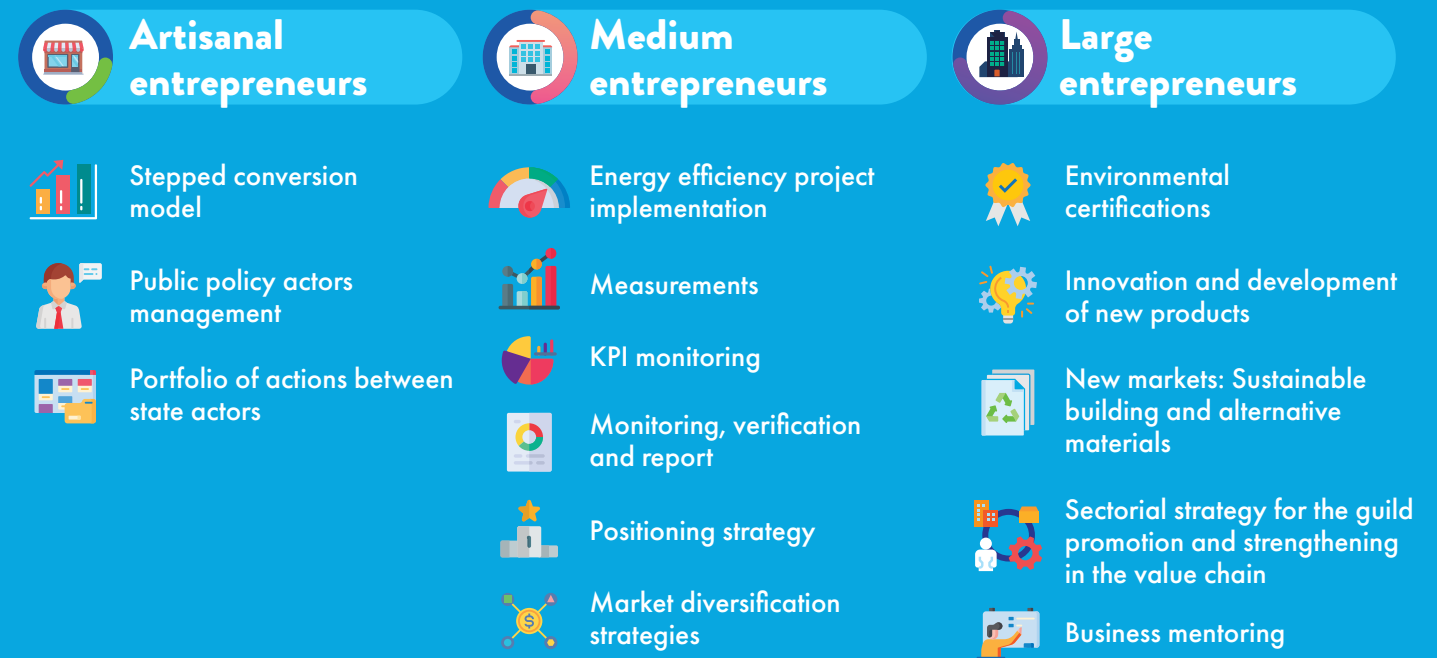 Artisanal
entrepreneurs
Stepped conversion
model
Public policy actors
management
Portfolio of actions between
state actors
Medium
entrepreneurs
Energy efficiency project
implementation
Measurements
KPI monitoring
Monitoring, verification
and report
Positioning strategy
Market diversification
strategies
Large
entrepreneurs
Environmental
certifications
Innovation and development
of new products
New markets: Sustainable
building and alternative
materials
Sectorial strategy for the guild
promotion and strengthening
in the value chain
Business mentoring